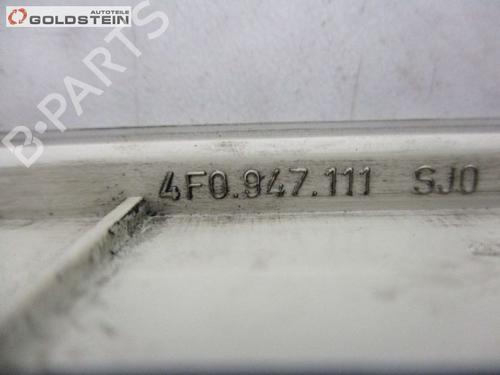 AUTOTEILE
GOLDSTEIN
B-PARTS
4F0.947.111 SJ0